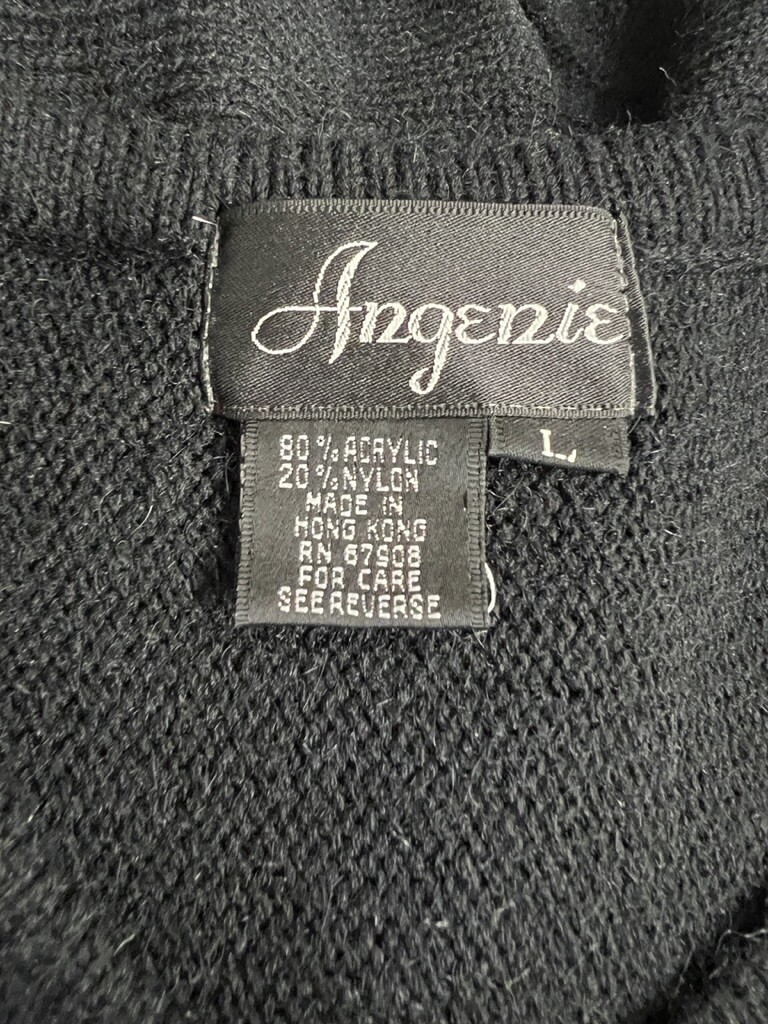 Angenie
L
80% ACRYLIC
20% NYLON
MADE IN
HONG KONG
RN 67908
FOR CARE
SEE REVERSE